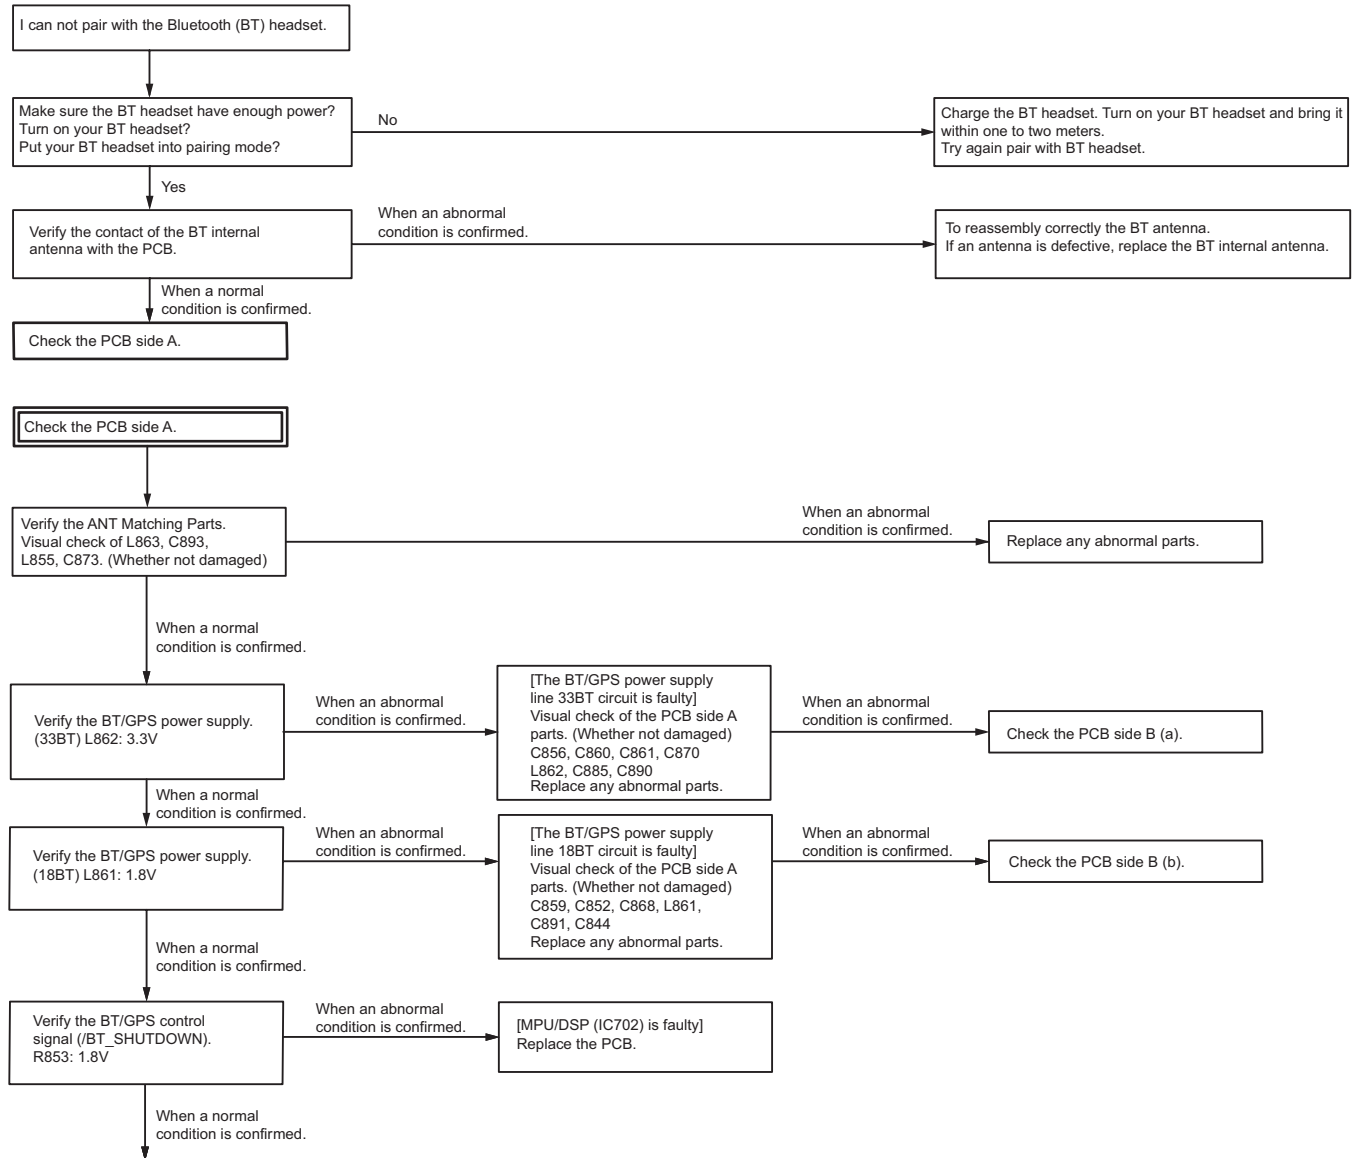 I can not pair with the Bluetooth (BT) headset.
Make sure the BT headset have enough power?
Turn on your BT headset?
Put your BT headset into pairing mode?
No
Charge the BT headset. Turn on your BT headset and bring it
within one to two meters.
Try again pair with BT headset.
Yes
Verify the contact of the BT internal
antenna with the PCB.
When an abnormal
condition is confirmed.
To reassembly correctly the BT antenna.
If an antenna is defective, replace the BT internal antenna.
When a normal
condition is confirmed.
Check the PCB side A.
Check the PCB side A.
Verify the ANT Matching Parts.
Visual check of L863, C893,
L855, C873. (Whether not damaged)
When an abnormal
condition is confirmed.
Replace any abnormal parts.
When a normal
condition is confirmed.
Verify the BT/GPS power supply.
(33BT) L862: 3.3V
When an abnormal
condition is confirmed.
[The BT/GPS power supply
line 33BT circuit is faulty]
Visual check of the PCB side A
parts. (Whether not damaged)
C856, C860, C861, C870
L862, C885, C890
Replace any abnormal parts.
When an abnormal
condition is confirmed.
Check the PCB side B (a).
When a normal
condition is confirmed.
Verify the BT/GPS power supply.
(18BT) L861: 1.8V
When an abnormal
condition is confirmed.
[The BT/GPS power supply
line 18BT circuit is faulty]
Visual check of the PCB side A
parts. (Whether not damaged)
C859, C852, C868, L861,
C891, C844
Replace any abnormal parts.
When an abnormal
condition is confirmed.
Check the PCB side B (b).
When a normal
condition is confirmed.
Verify the BT/GPS control
signal (/BT_SHUTDOWN).
R853: 1.8V
When an abnormal
condition is confirmed.
[MPU/DSP (IC702) is faulty]
Replace the PCB.
When a normal
condition is confirmed.